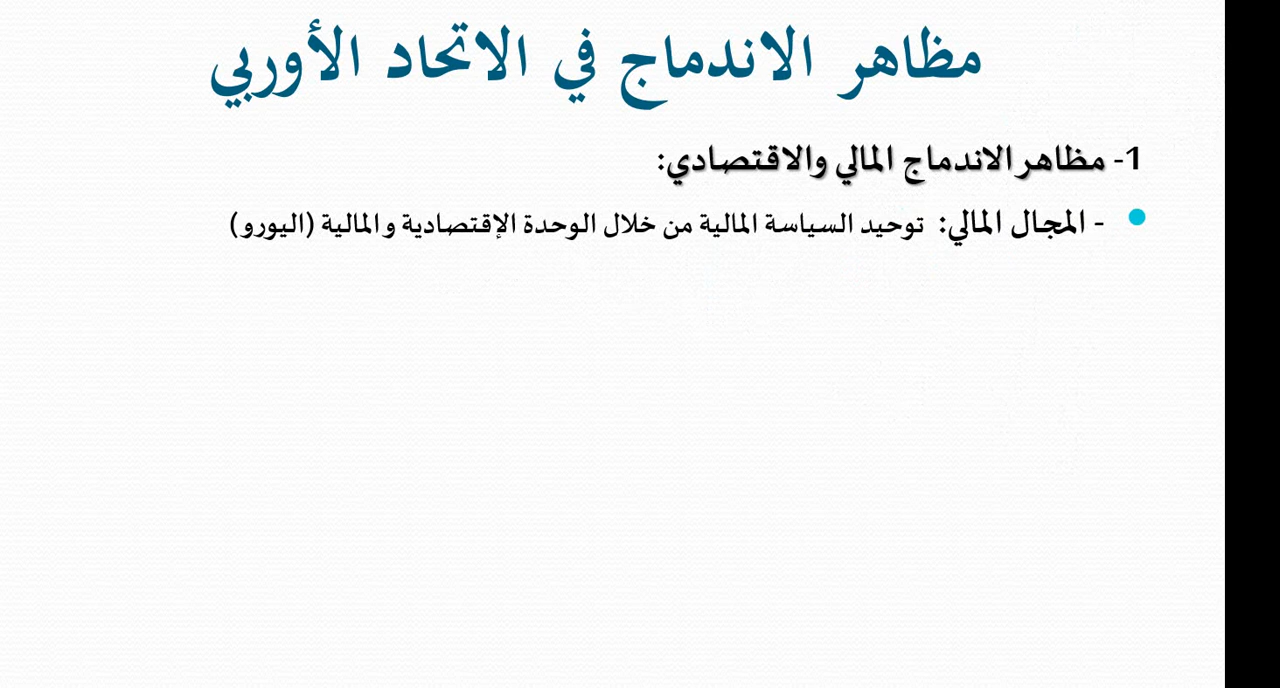 مظاهر الاندماج في الاتحاد الأوربي
1- مظاهر الاندماج المالي والاقتصادي:
- المجال المالي: توحيد السياسة المالية من خلال الوحدة الإقتصادية والمالية (اليورو)